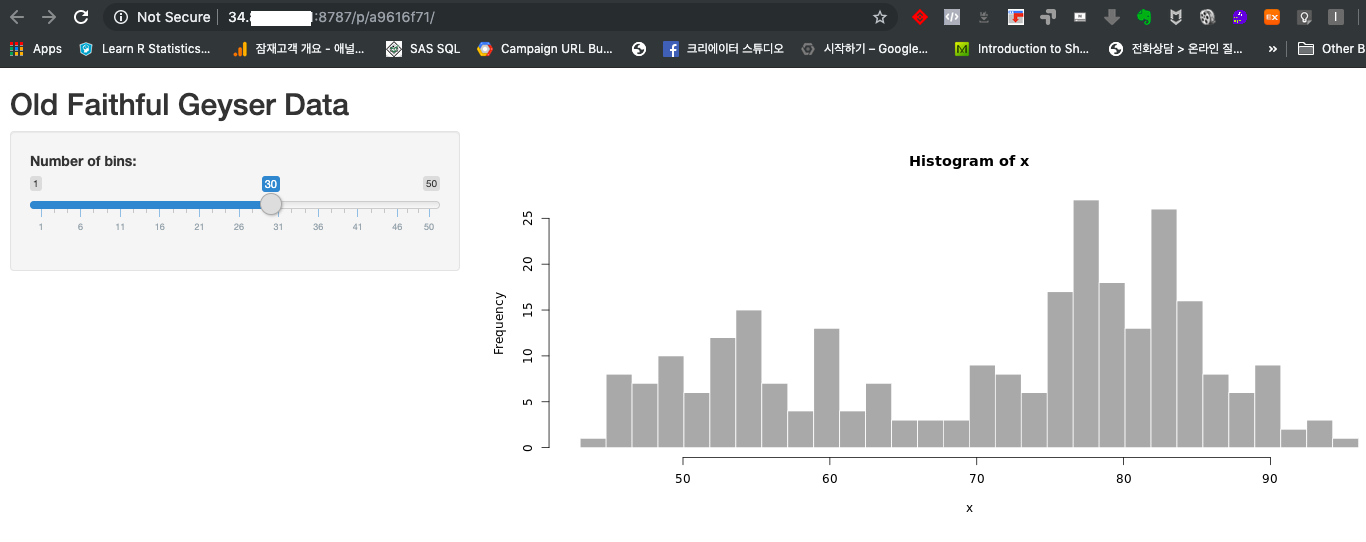 Not Secure 34. :8787/p/a9616f71/
Apps Learn R Statistics... 잠재고객 개요 - 애널... SAS SQL Campaign URL Bu... 크리에이터 스튜디오 시작하기 – Google... Introduction to Sh... 전화상담 > 온라인 질... » Other B
Old Faithful Geyser Data
Number of bins:
1 30 50
1 6 11 16 21 26 31 36 41 46 50
Histogram of x
Frequency
25
20
15
10
5
0
50 60 70 80 90
x